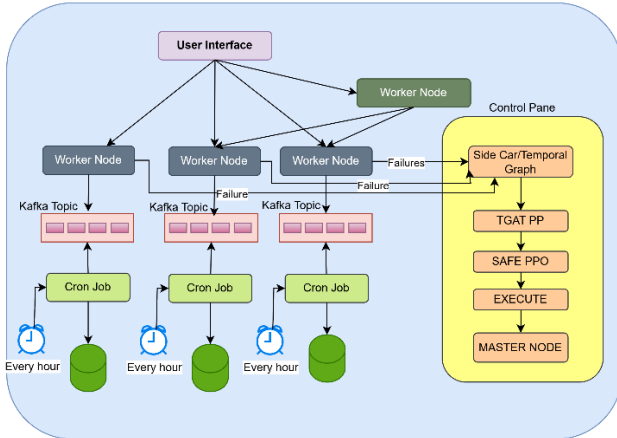 User Interface
Worker Node
Control Pane
Worker Node
Worker Node
Worker Node
Failures
Side Car/Temporal
Graph
Failure
Failure
Kafka Topic
Kafka Topic
Kafka Topic
TGAT PP
SAFE PPO
Cron Job
Cron Job
Cron Job
EXECUTE
MASTER NODE
Every hour
Every hour
Every hour